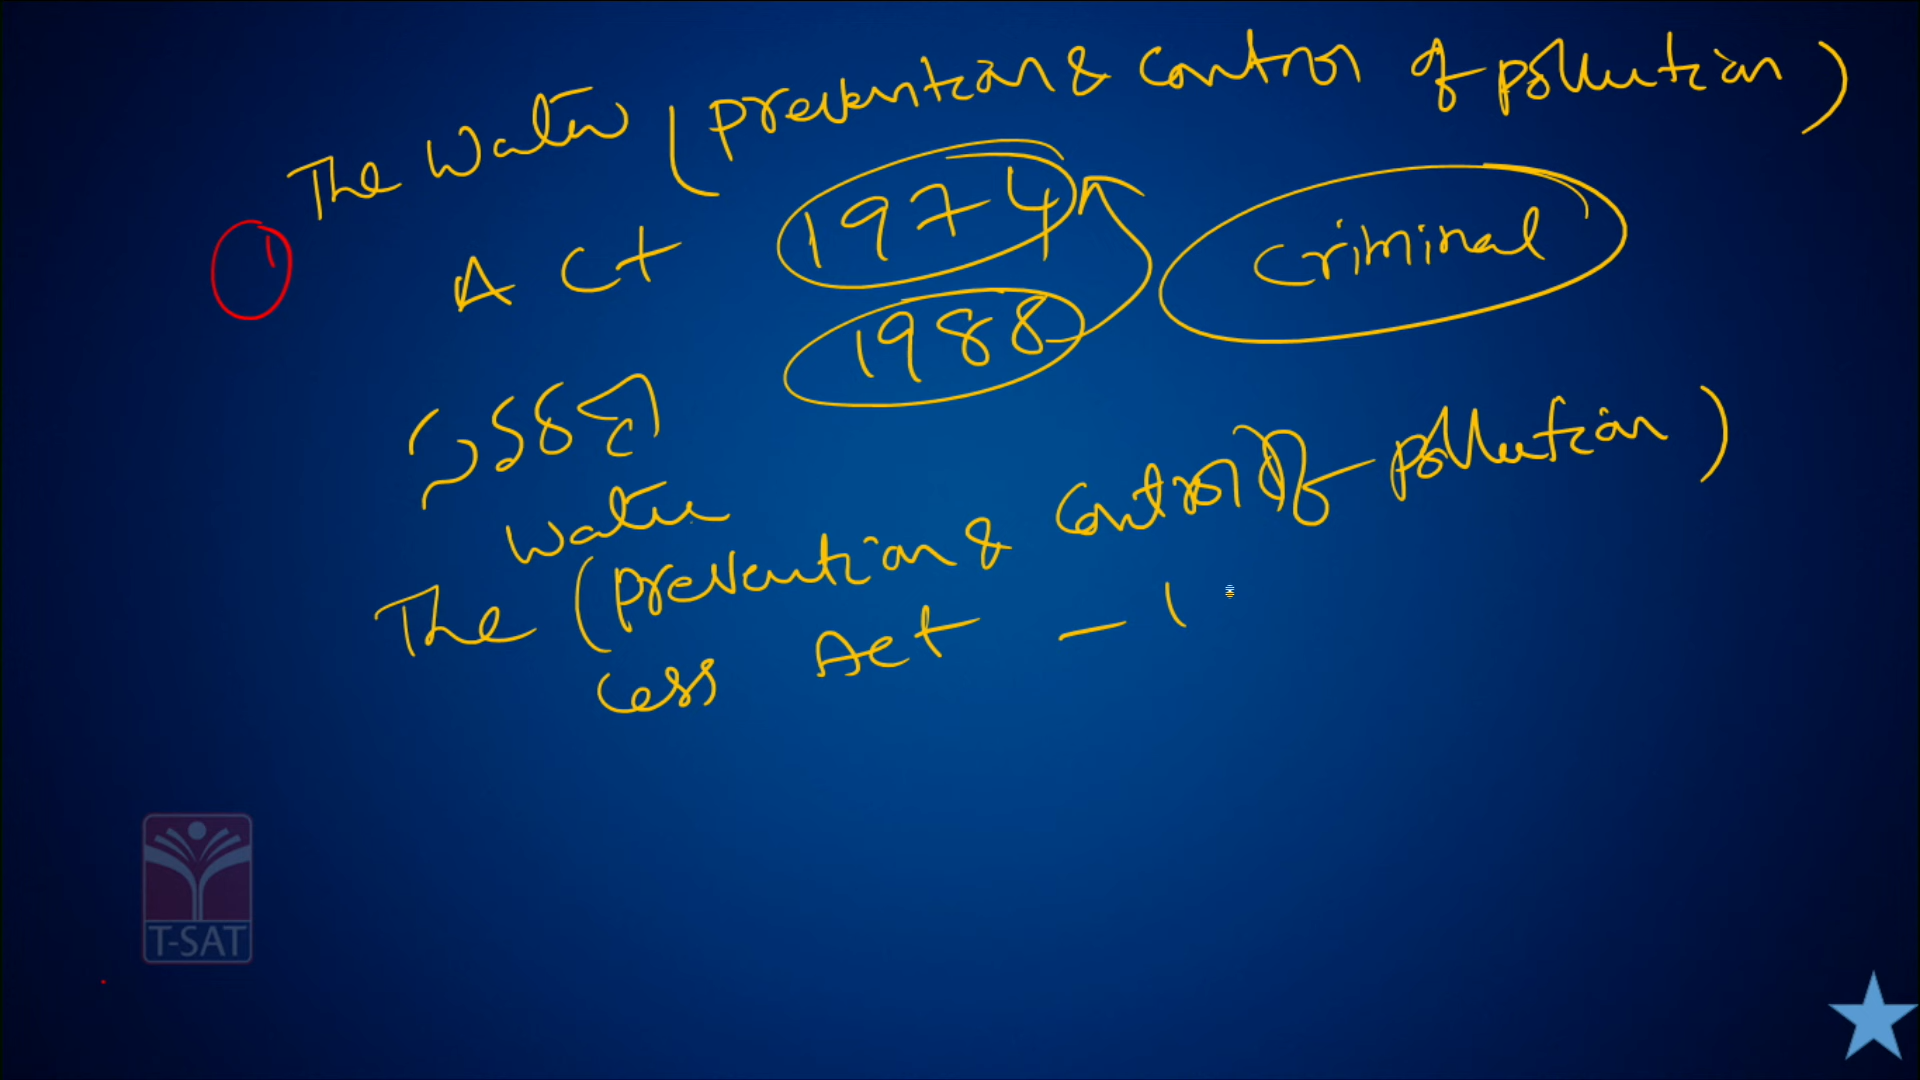 The Water (prevention & control of pollution)
1
Act 1974 Criminal
1988
Water
The (prevention & control of pollution)
Cess Act - 1
T-SAT